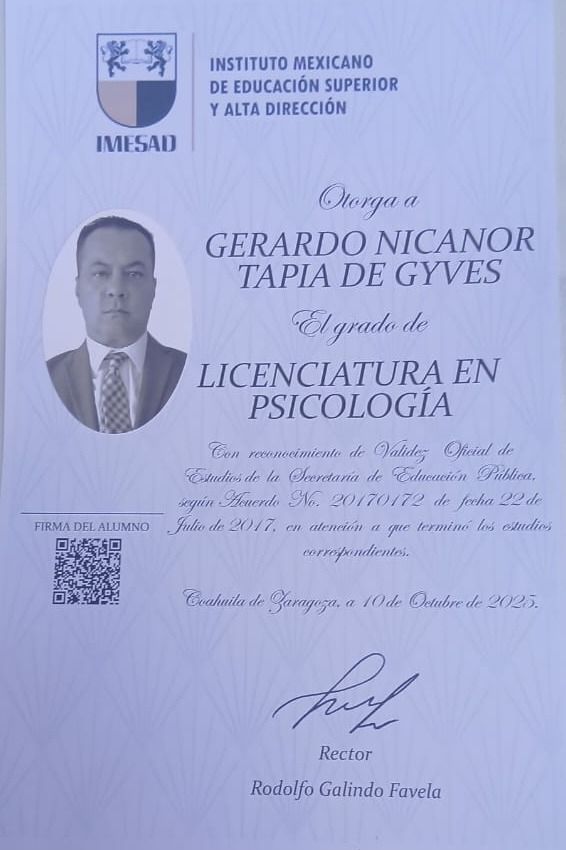 IMESAD
INSTITUTO MEXICANO
DE EDUCACIÓN SUPERIOR
Y ALTA DIRECCIÓN
Otorga a
GERARDO NICANOR
TAPIA DE GYVES
El grado de
LICENCIATURA EN
PSICOLOGÍA
Con reconocimiento de Validez Oficial de
Estudios de la Secretaría de Educación Pública,
según Acuerdo No. 20170172 de fecha 22 de
Julio de 2017, en atención a que terminó los estudios
correspondientes.
FIRMA DEL ALUMNO
Coahuila de Zaragoza, a 10 de Octubre de 2025.
Rector
Rodolfo Galindo Favela